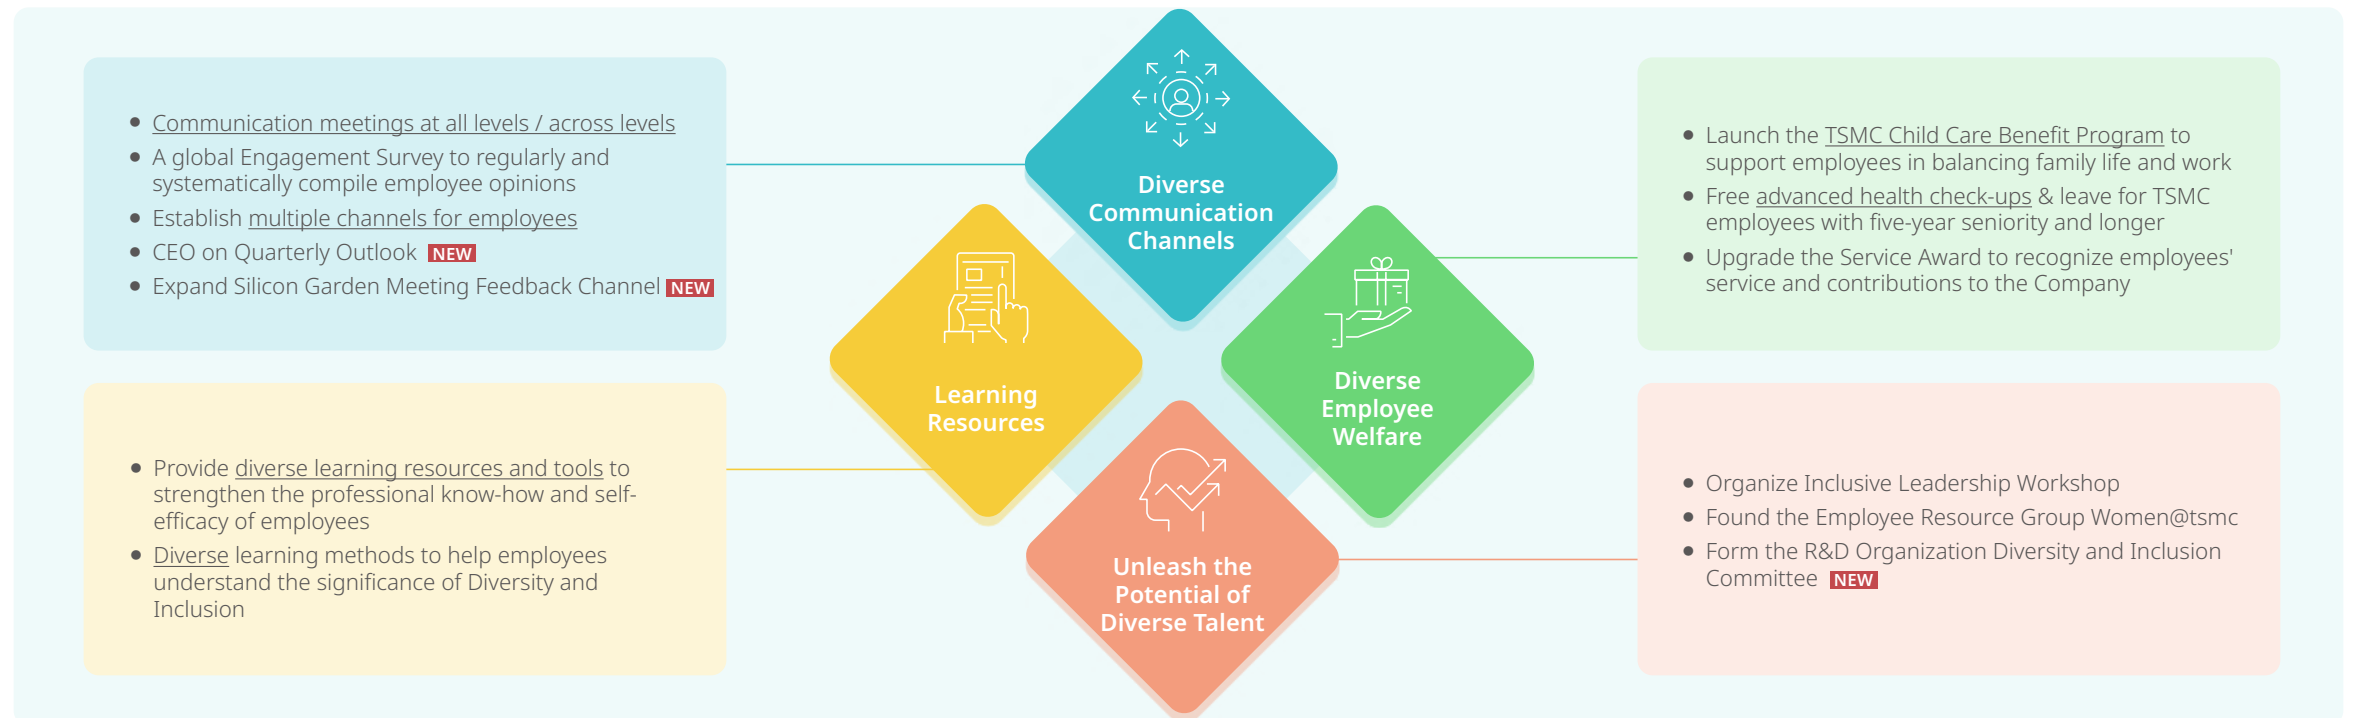 Communication meetings at all levels / across levels
A global Engagement Survey to regularly and
systematically compile employee opinions
Establish multiple channels for employees
CEO on Quarterly Outlook NEW
Expand Silicon Garden Meeting Feedback Channel NEW
Diverse
Communication
Channels
Launch the TSMC Child Care Benefit Program to
support employees in balancing family life and work
Free advanced health check-ups & leave for TSMC
employees with five-year seniority and longer
Upgrade the Service Award to recognize employees'
service and contributions to the Company
Learning
Resources
Diverse
Employee
Welfare
Provide diverse learning resources and tools to
strengthen the professional know-how and self-
efficacy of employees
Diverse learning methods to help employees
understand the significance of Diversity and
Inclusion
Unleash the
Potential of
Diverse Talent
Organize Inclusive Leadership Workshop
Found the Employee Resource Group Women@tsmc
Form the R&D Organization Diversity and Inclusion
Committee NEW